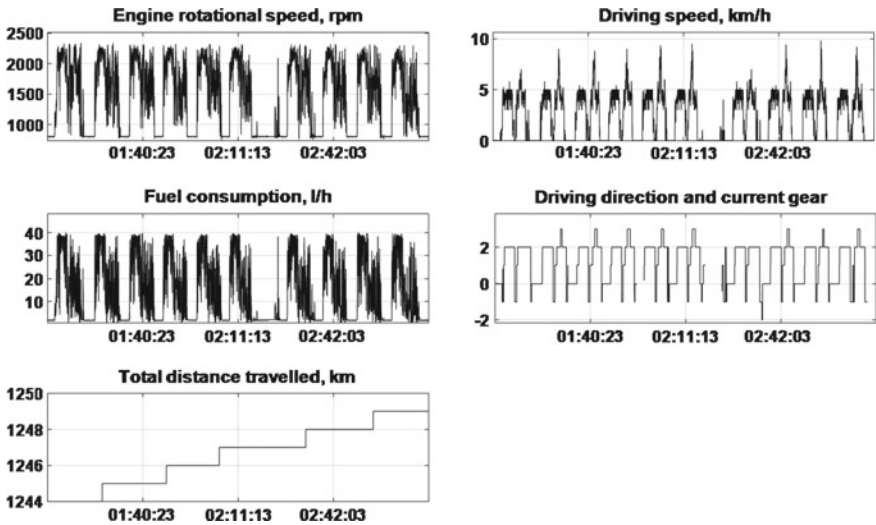 Engine rotational speed, rpm
2500
2000
1500
1000
01:40:23 02:11:13 02:42:03
Driving speed, km/h
10
5
0
01:40:23 02:11:13 02:42:03
Fuel consumption, l/h
40
30
20
10
01:40:23 02:11:13 02:42:03
Driving direction and current gear
2
0
-2
01:40:23 02:11:13 02:42:03
Total distance travelled, km
1250
1248
1246
1244
01:40:23 02:11:13 02:42:03